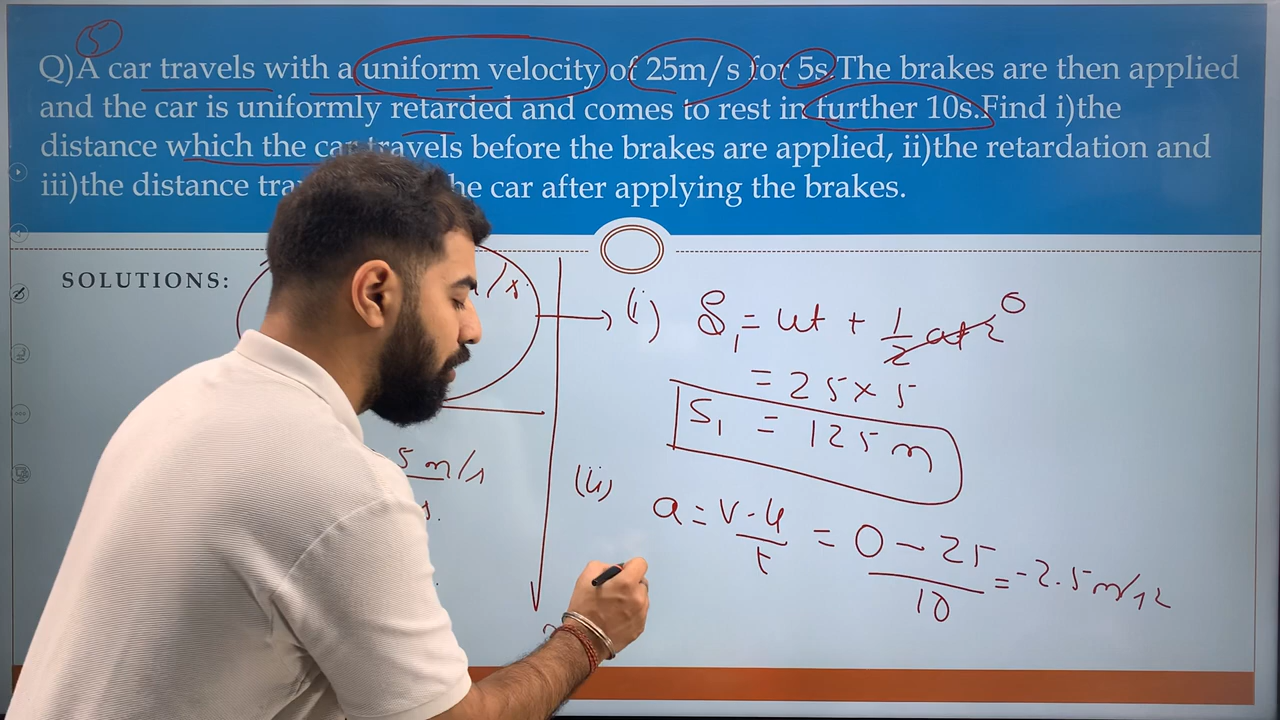 5
Q)A car travels with a uniform velocity of 25m/s for 5s.The brakes are then applied
and the car is uniformly retarded and comes to rest in further 10s.Find i)the
distance which the car travels before the brakes are applied, ii)the retardation and
iii)the distance he car after applying the brakes.
SOLUTIONS:
(i) S₁ = ut + 1/2 at² 0
= 25 × 5
S₁ = 125 m
5 m/s
(ii) a = v - u / t = 0 - 25 / 10 = -2.5 m/s²